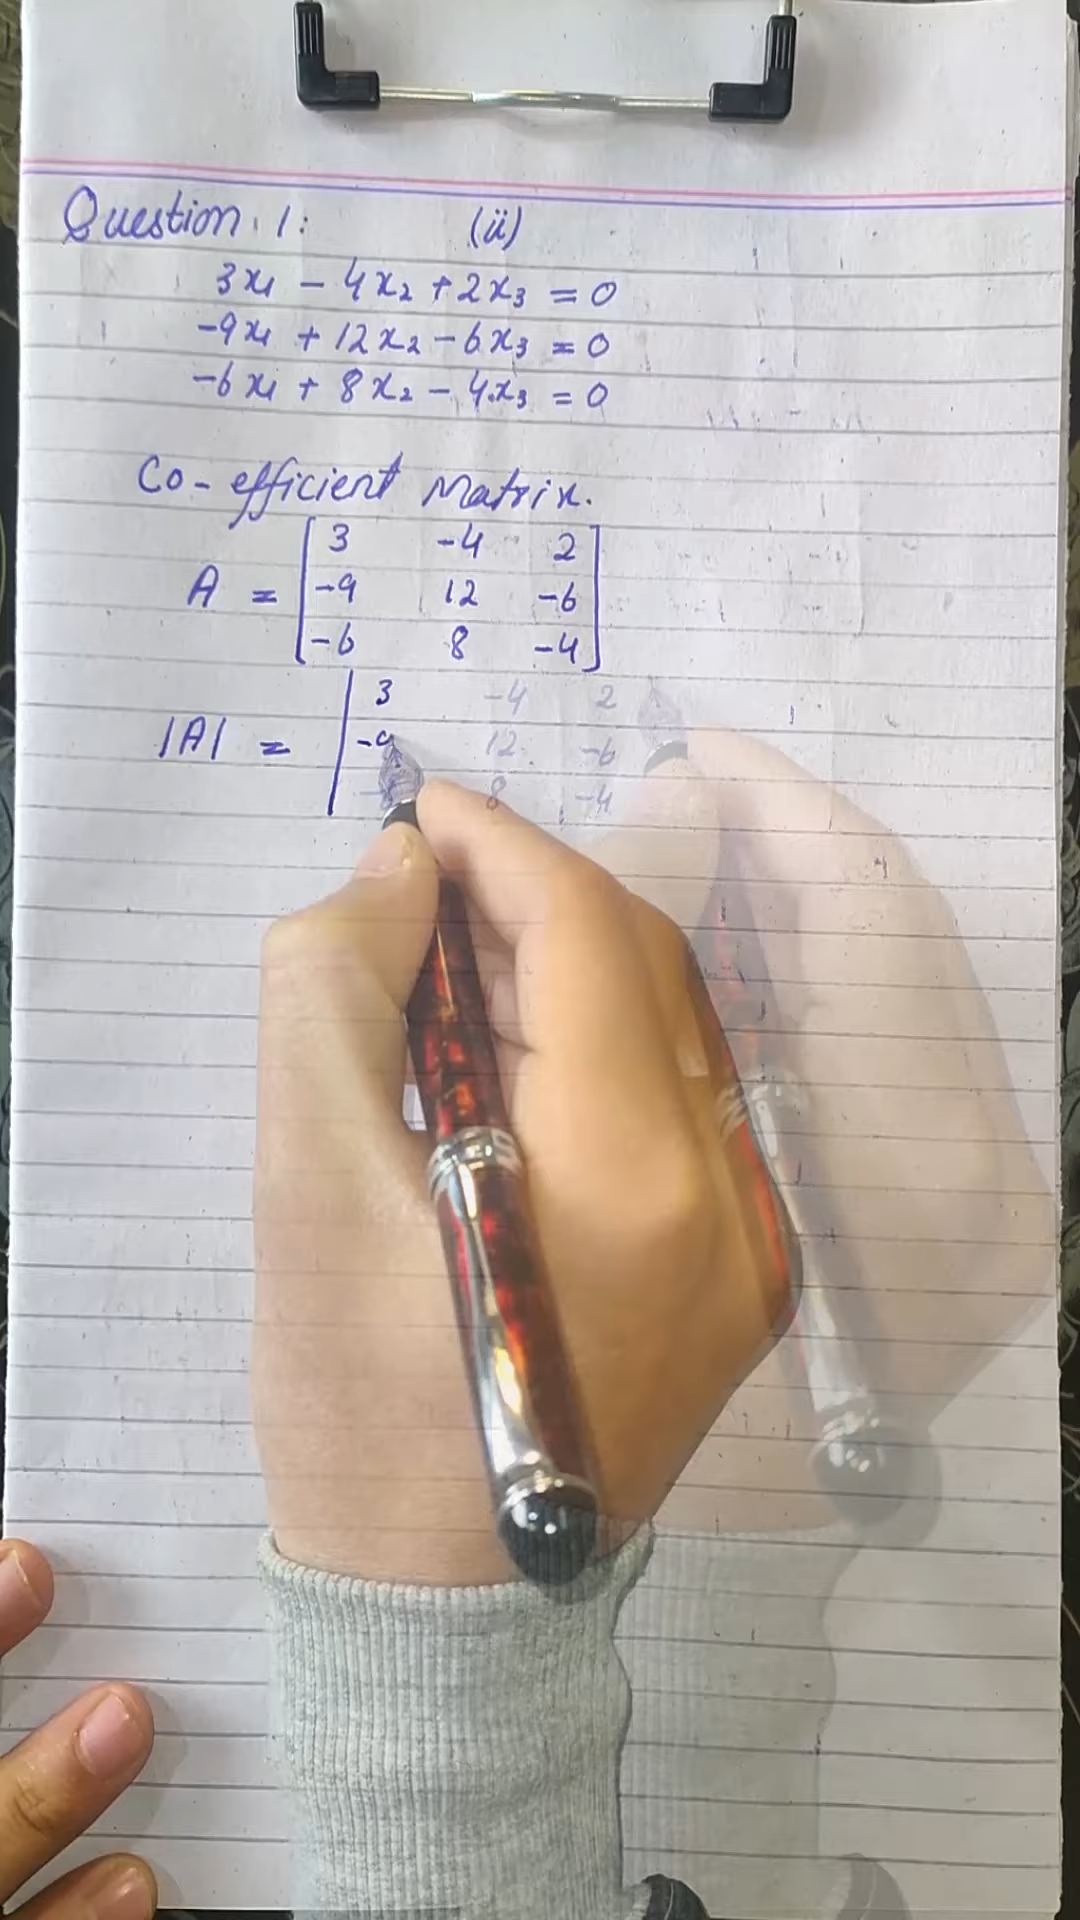 Question. 1: (ii)
3x₁ - 4x₂ + 2x₃ = 0
-9x₁ + 12x₂ - 6x₃ = 0
-6x₁ + 8x₂ - 4x₃ = 0
Co-efficient Matrix.
3 -4 2
A = -9 12 -6
-6 8 -4
3 -4 2
|A| = -9 12 -6
8 -4